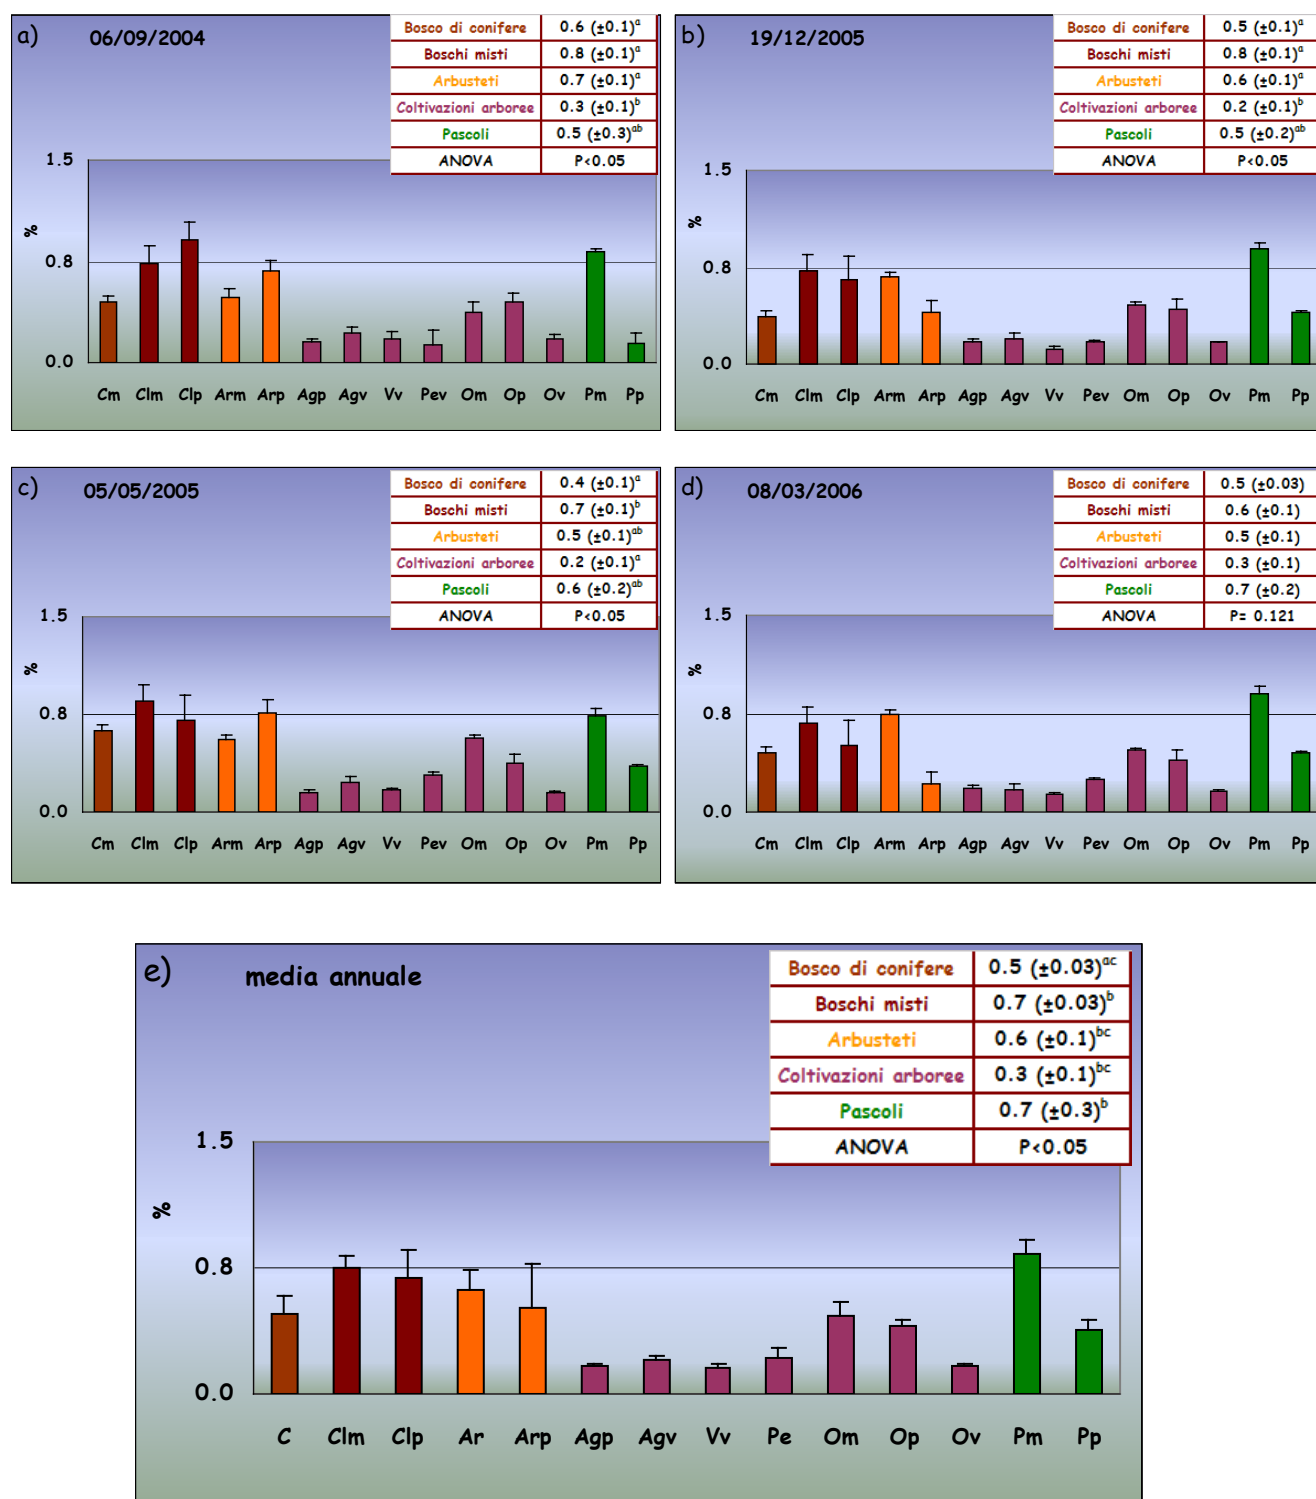 a) 06/09/2004
Bosco di conifere 0.6 (±0.1)ᵃ
Boschi misti 0.8 (±0.1)ᵃ
Arbusteti 0.7 (±0.1)ᵃ
Coltivazioni arboree 0.3 (±0.1)ᵇ
Pascoli 0.5 (±0.3)ᵃᵇ
ANOVA P<0.05
1.5
%
0.8
0.0
Cm Clm Clp Arm Arp Agp Agv Vv Pev Om Op Ov Pm Pp
b) 19/12/2005
Bosco di conifere 0.5 (±0.1)ᵃ
Boschi misti 0.8 (±0.1)ᵃ
Arbusteti 0.6 (±0.1)ᵃ
Coltivazioni arboree 0.2 (±0.1)ᵇ
Pascoli 0.5 (±0.2)ᵃᵇ
ANOVA P<0.05
1.5
%
0.8
0.0
Cm Clm Clp Arm Arp Agp Agv Vv Pev Om Op Ov Pm Pp
c) 05/05/2005
Bosco di conifere 0.4 (±0.1)ᵃ
Boschi misti 0.7 (±0.1)ᵇ
Arbusteti 0.5 (±0.1)ᵃᵇ
Coltivazioni arboree 0.2 (±0.1)ᵃ
Pascoli 0.6 (±0.2)ᵃᵇ
ANOVA P<0.05
1.5
%
0.8
0.0
Cm Clm Clp Arm Arp Agp Agv Vv Pev Om Op Ov Pm Pp
d) 08/03/2006
Bosco di conifere 0.5 (±0.03)
Boschi misti 0.6 (±0.1)
Arbusteti 0.5 (±0.1)
Coltivazioni arboree 0.3 (±0.1)
Pascoli 0.7 (±0.2)
ANOVA P= 0.121
1.5
%
0.8
0.0
Cm Clm Clp Arm Arp Agp Agv Vv Pev Om Op Ov Pm Pp
e) media annuale
Bosco di conifere 0.5 (±0.03)ᵃᶜ
Boschi misti 0.7 (±0.03)ᵇ
Arbusteti 0.6 (±0.1)ᵇᶜ
Coltivazioni arboree 0.3 (±0.1)ᵇᶜ
Pascoli 0.7 (±0.3)ᵇ
ANOVA P<0.05
1.5
%
0.8
0.0
C Clm Clp Ar Arp Agp Agv Vv Pe Om Op Ov Pm Pp